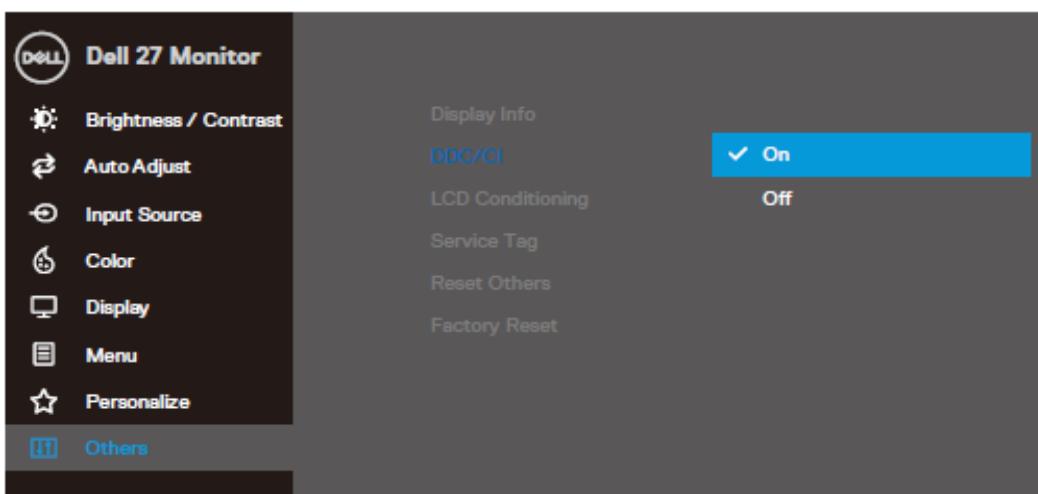 DELL
Dell 27 Monitor
Brightness / Contrast
Auto Adjust
Input Source
Color
Display
Menu
Personalize
Others
Display Info
DDC/CI
LCD Conditioning
Service Tag
Reset Others
Factory Reset
On
Off